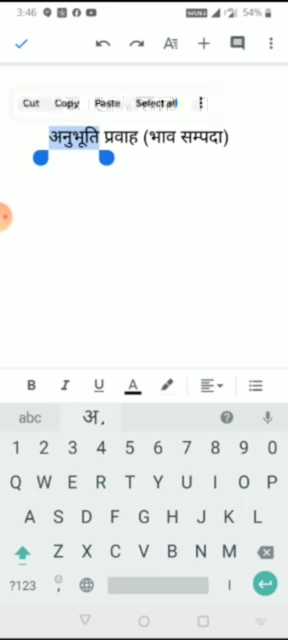 3:46 54%
Cut Copy Paste Select all
अनुभूति प्रवाह (भाव सम्पदा)
B I U A
abc अ
1 2 3 4 5 6 7 8 9 0
Q W E R T Y U I O P
A S D F G H J K L
Z X C V B N M
?123 ,